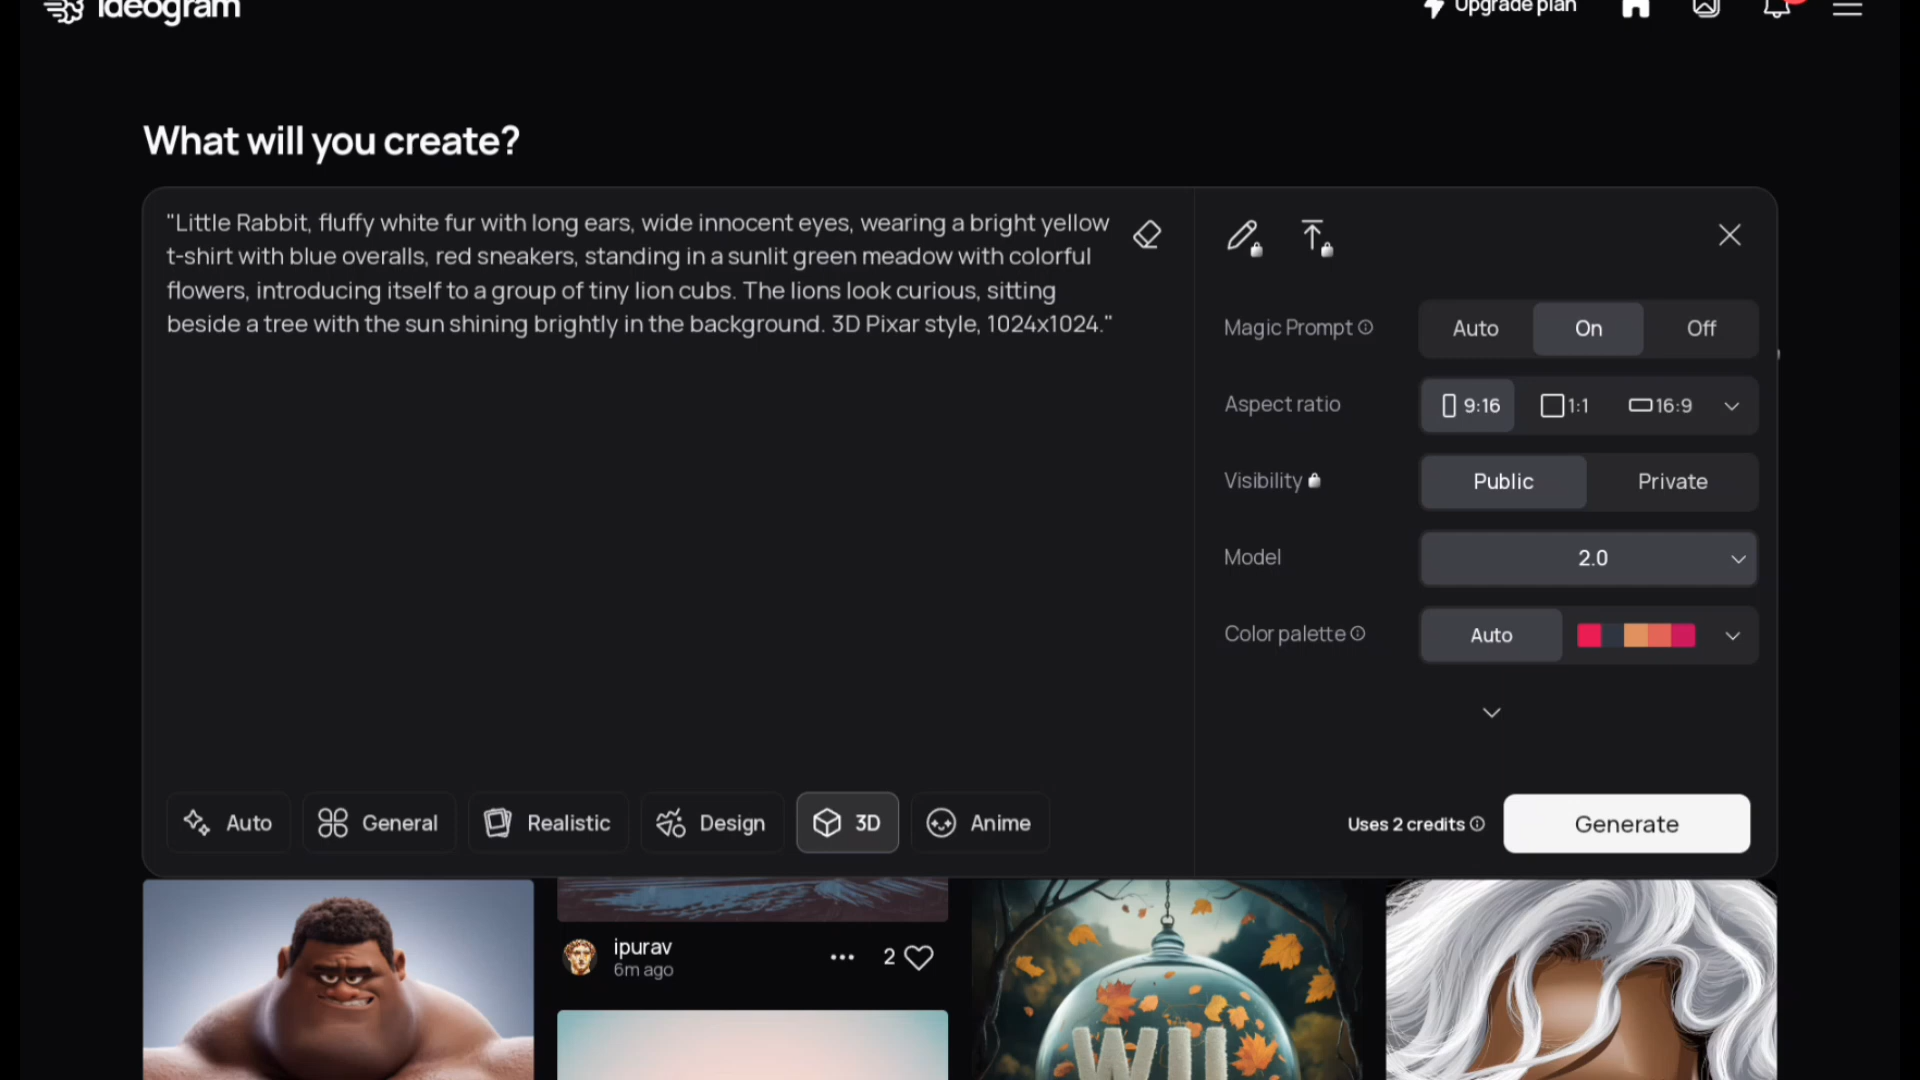 Ideogram
Upgrade plan
What will you create?
"Little Rabbit, fluffy white fur with long ears, wide innocent eyes, wearing a bright yellow
t-shirt with blue overalls, red sneakers, standing in a sunlit green meadow with colorful
flowers, introducing itself to a group of tiny lion cubs. The lions look curious, sitting
beside a tree with the sun shining brightly in the background. 3D Pixar style, 1024x1024."
Magic Prompt
Auto
On
Off
Aspect ratio
9:16
1:1
16:9
Visibility
Public
Private
Model
2.0
Color palette
Auto
Auto
General
Realistic
Design
3D
Anime
Uses 2 credits
Generate
ipurav
6m ago
2